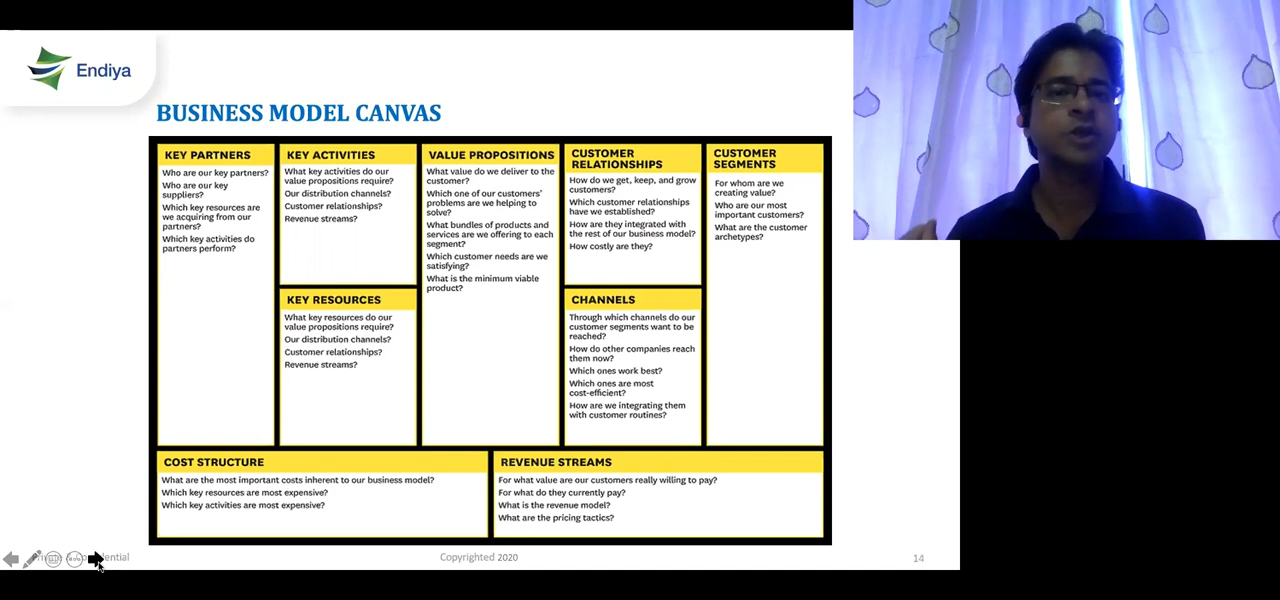 Endiya
BUSINESS MODEL CANVAS
KEY PARTNERS
Who are our key partners?
Who are our key
suppliers?
Which key resources are
we acquiring from our
partners?
Which key activities do
partners perform?
KEY ACTIVITIES
What key activities do our
value propositions require?
Our distribution channels?
Customer relationships?
Revenue streams?
KEY RESOURCES
What key resources do our
value propositions require?
Our distribution channels?
Customer relationships?
Revenue streams?
VALUE PROPOSITIONS
What value do we deliver to the
customer?
Which one of our customers'
problems are we helping to
solve?
What bundles of products and
services are we offering to each
segment?
Which customer needs are we
satisfying?
What is the minimum viable
product?
CUSTOMER
RELATIONSHIPS
How do we get, keep, and grow
customers?
Which customer relationships
have we established?
How are they integrated with
the rest of our business model?
How costly are they?
CHANNELS
Through which channels do our
customer segments want to be
reached?
How do other companies reach
them now?
Which ones work best?
Which ones are most
cost-efficient?
How are we integrating them
with customer routines?
CUSTOMER
SEGMENTS
For whom are we
creating value?
Who are our most
important customers?
What are the customer
archetypes?
COST STRUCTURE
What are the most important costs inherent to our business model?
Which key resources are most expensive?
Which key activities are most expensive?
REVENUE STREAMS
For what value are our customers really willing to pay?
For what do they currently pay?
What is the revenue model?
What are the pricing tactics?
Copyrighted 2020
14